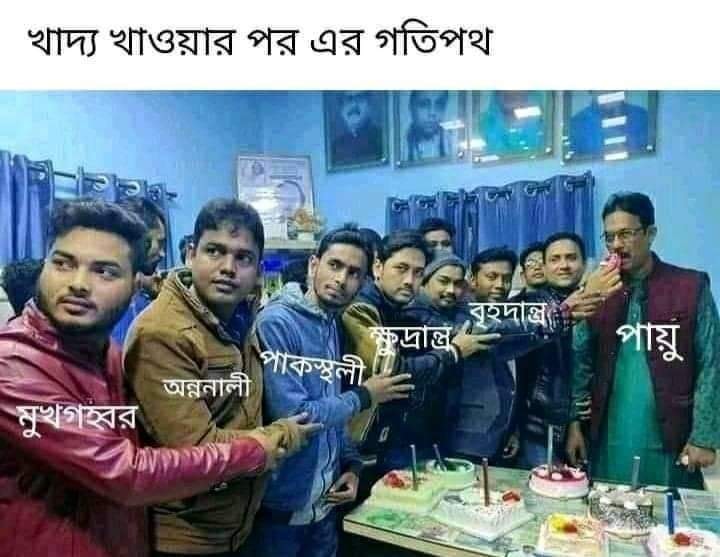 খাদ্য খাওয়ার পর এর গতিপথ
মুখগহ্বর
অন্ননালী
পাকস্থলী
ক্ষুদ্রান্ত্র
বৃহদান্ত্র
পায়ু